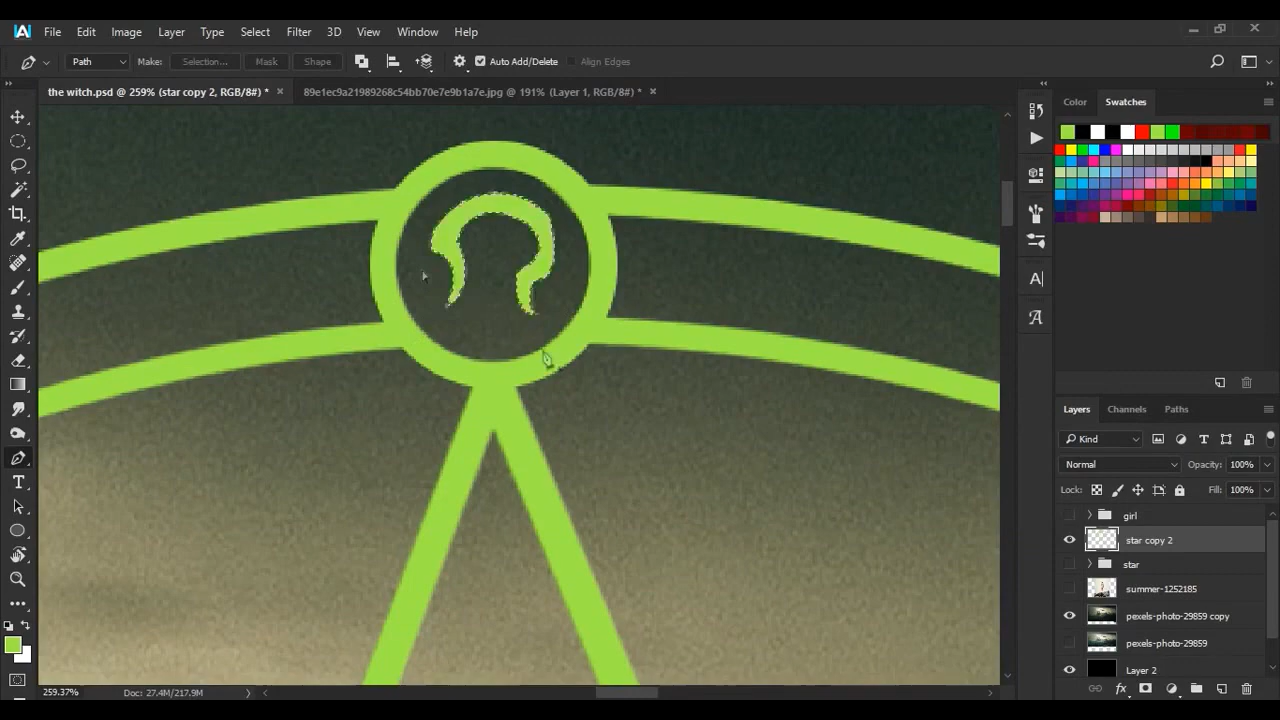 File Edit Image Layer Type Select Filter 3D View Window Help
Path Make: Selection... Mask Shape Auto Add/Delete Align Edges
the witch.psd @ 259% (star copy 2, RGB/8#) * × 89e1ec9a21989268c54bb70e7e9b1a7e.jpg @ 191% (Layer 1, RGB/8#) * ×
Color Swatches
Layers Channels Paths
Kind
Normal Opacity: 100%
Lock: Fill: 100%
girl
star copy 2
star
summer-1252185
pexels-photo-29859 copy
pexels-photo-29859
Layer 2
259.37% Doc: 27.4M/217.9M